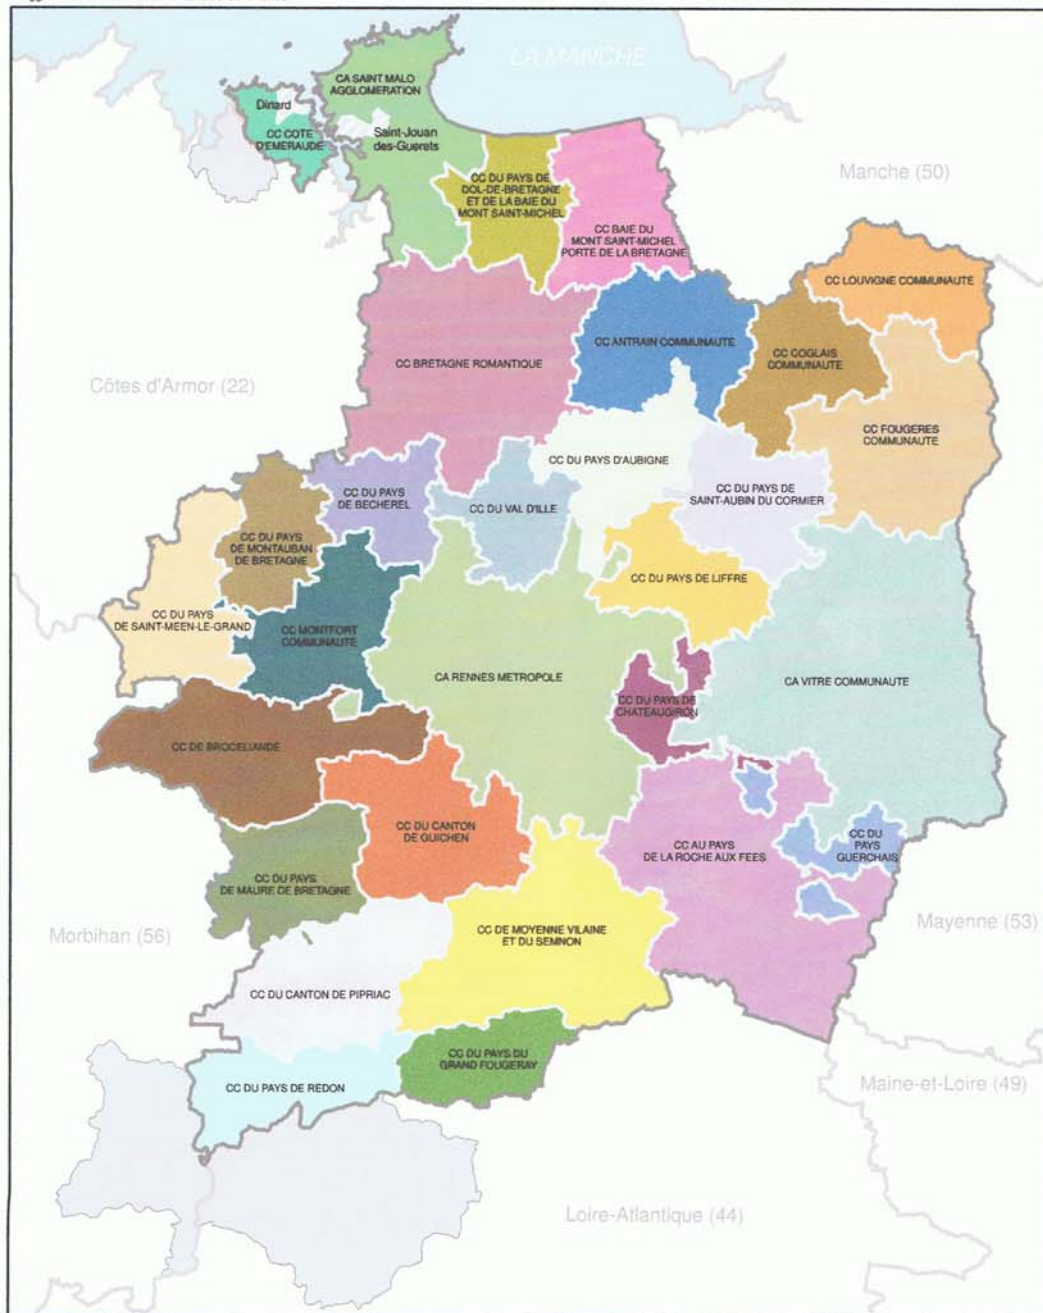 LA MANCHE
CA SAINT MALO
AGGLOMERATION
Dinard
CC COTE
D'EMERAUDE
Saint-Jouan
des-Guerets
CC DU PAYS DE
DOL-DE-BRETAGNE
ET DE LA BAIE DU
MONT SAINT-MICHEL
Manche (50)
CC BAIE DU
MONT SAINT-MICHEL
PORTE DE LA BRETAGNE
CC LOUVIGNE COMMUNAUTÉ
CC ANTRAIN COMMUNAUTÉ
CC COGLAIS
COMMUNAUTÉ
CC BRETAGNE ROMANTIQUE
Côtes d'Armor (22)
CC FOUGERES
COMMUNAUTÉ
CC DU PAYS D'AUBIGNE
CC DU PAYS
DE BECHEREL
CC DU PAYS DE
SAINT-AUBIN DU CORMIER
CC DU VAL D'ILLE
CC DU PAYS
DE MONTAUBAN
DE BRETAGNE
CC DU PAYS DE LIFFRE
CC DU PAYS
DE SAINT-MEEN-LE-GRAND
CC MONTFORT
COMMUNAUTÉ
CA RENNES METROPOLE
CA VITRE COMMUNAUTÉ
CC DU PAYS DE
CHATEAUGIRON
CC DE BROCELIANDE
CC DU CANTON
DE GUICHEN
CC AU PAYS
DE LA ROCHE AUX FEES
CC DU
PAYS
GUERCHAIS
CC DU PAYS
DE MAURE DE BRETAGNE
Morbihan (56)
Mayenne (53)
CC DE MOYENNE VILAINE
ET DU SEMNON
CC DU CANTON DE PIPRIAC
CC DU PAYS DU
GRAND FOUGERAY
CC DU PAYS DE REDON
Maine-et-Loire (49)
Loire-Atlantique (44)